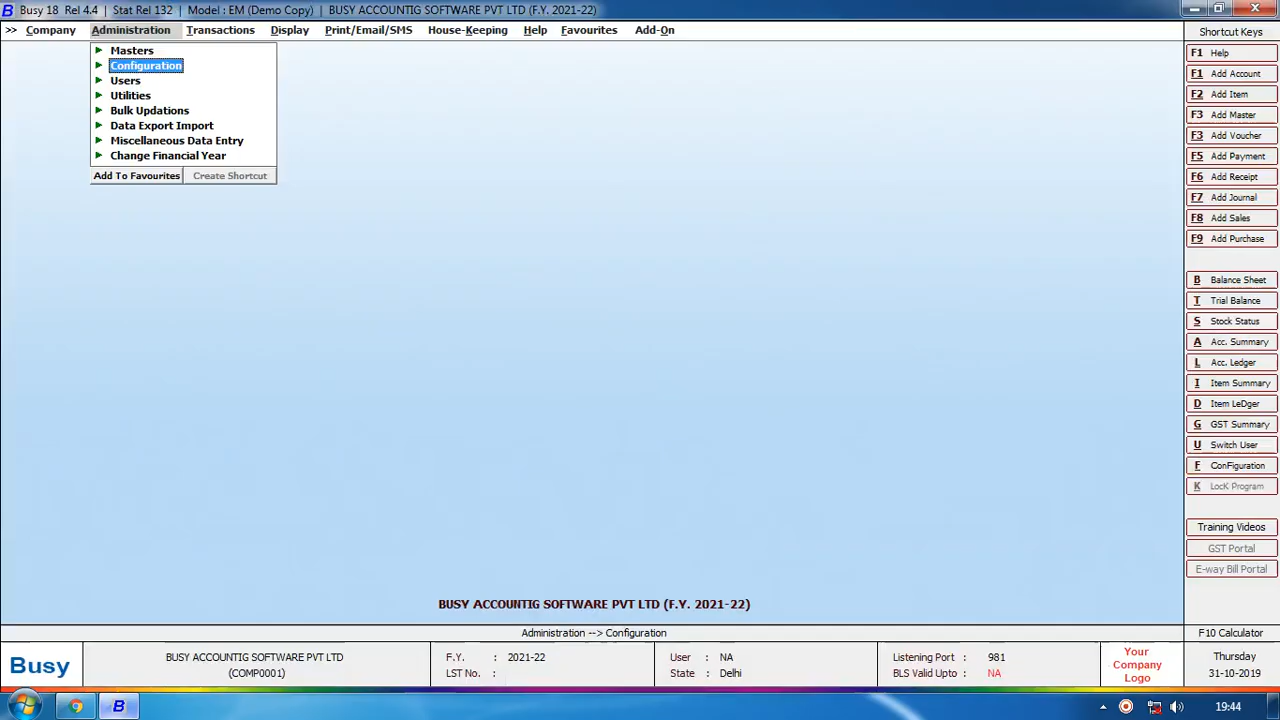 Busy 18 Rel 4.4 | Stat Rel 132 | Model : EM (Demo Copy) | BUSY ACCOUNTIG SOFTWARE PVT LTD (F.Y. 2021-22)
>> Company Administration Transactions Display Print/Email/SMS House-Keeping Help Favourites Add-On
Masters
Configuration
Users
Utilities
Bulk Updations
Data Export Import
Miscellaneous Data Entry
Change Financial Year
Add To Favourites Create Shortcut
Shortcut Keys
F1 Help
F1 Add Account
F2 Add Item
F3 Add Master
F3 Add Voucher
F5 Add Payment
F6 Add Receipt
F7 Add Journal
F8 Add Sales
F9 Add Purchase
B Balance Sheet
T Trial Balance
S Stock Status
A Acc. Summary
L Acc. Ledger
I Item Summary
D Item LeDger
G GST Summary
U Switch User
F ConFiguration
K LocK Program
Training Videos
GST Portal
E-way Bill Portal
BUSY ACCOUNTIG SOFTWARE PVT LTD (F.Y. 2021-22)
Administration --> Configuration
F10 Calculator
Busy
BUSY ACCOUNTIG SOFTWARE PVT LTD
(COMP0001)
F.Y. : 2021-22
LST No. :
User : NA
State : Delhi
Listening Port : 981
BLS Valid Upto : NA
Your
Company
Logo
Thursday
31-10-2019
B
19:44